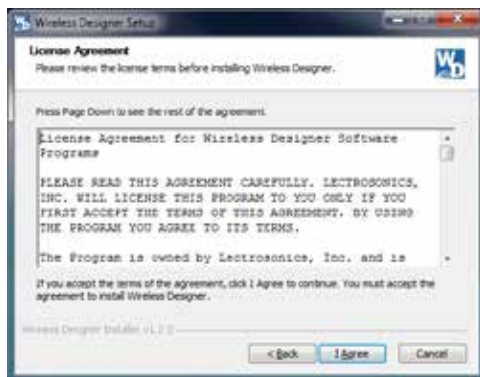 Wireless Designer Setup
License Agreement
Please review the license terms before installing Wireless Designer.
WD
Press Page Down to see the rest of the agreement.
License Agreement for Wireless Designer Software
Programs
PLEASE READ THIS AGREEMENT CAREFULLY. LECTROSONICS,
INC. WILL LICENSE THIS PROGRAM TO YOU ONLY IF YOU
FIRST ACCEPT THE TERMS OF THIS AGREEMENT. BY USING
THE PROGRAM YOU AGREE TO ITS TERMS.
The Program is owned by Lectrosonics, Inc. and is
If you accept the terms of the agreement, click I Agree to continue. You must accept the
agreement to install Wireless Designer.
Wireless Designer Installer v1.2.0
< Back I Agree Cancel